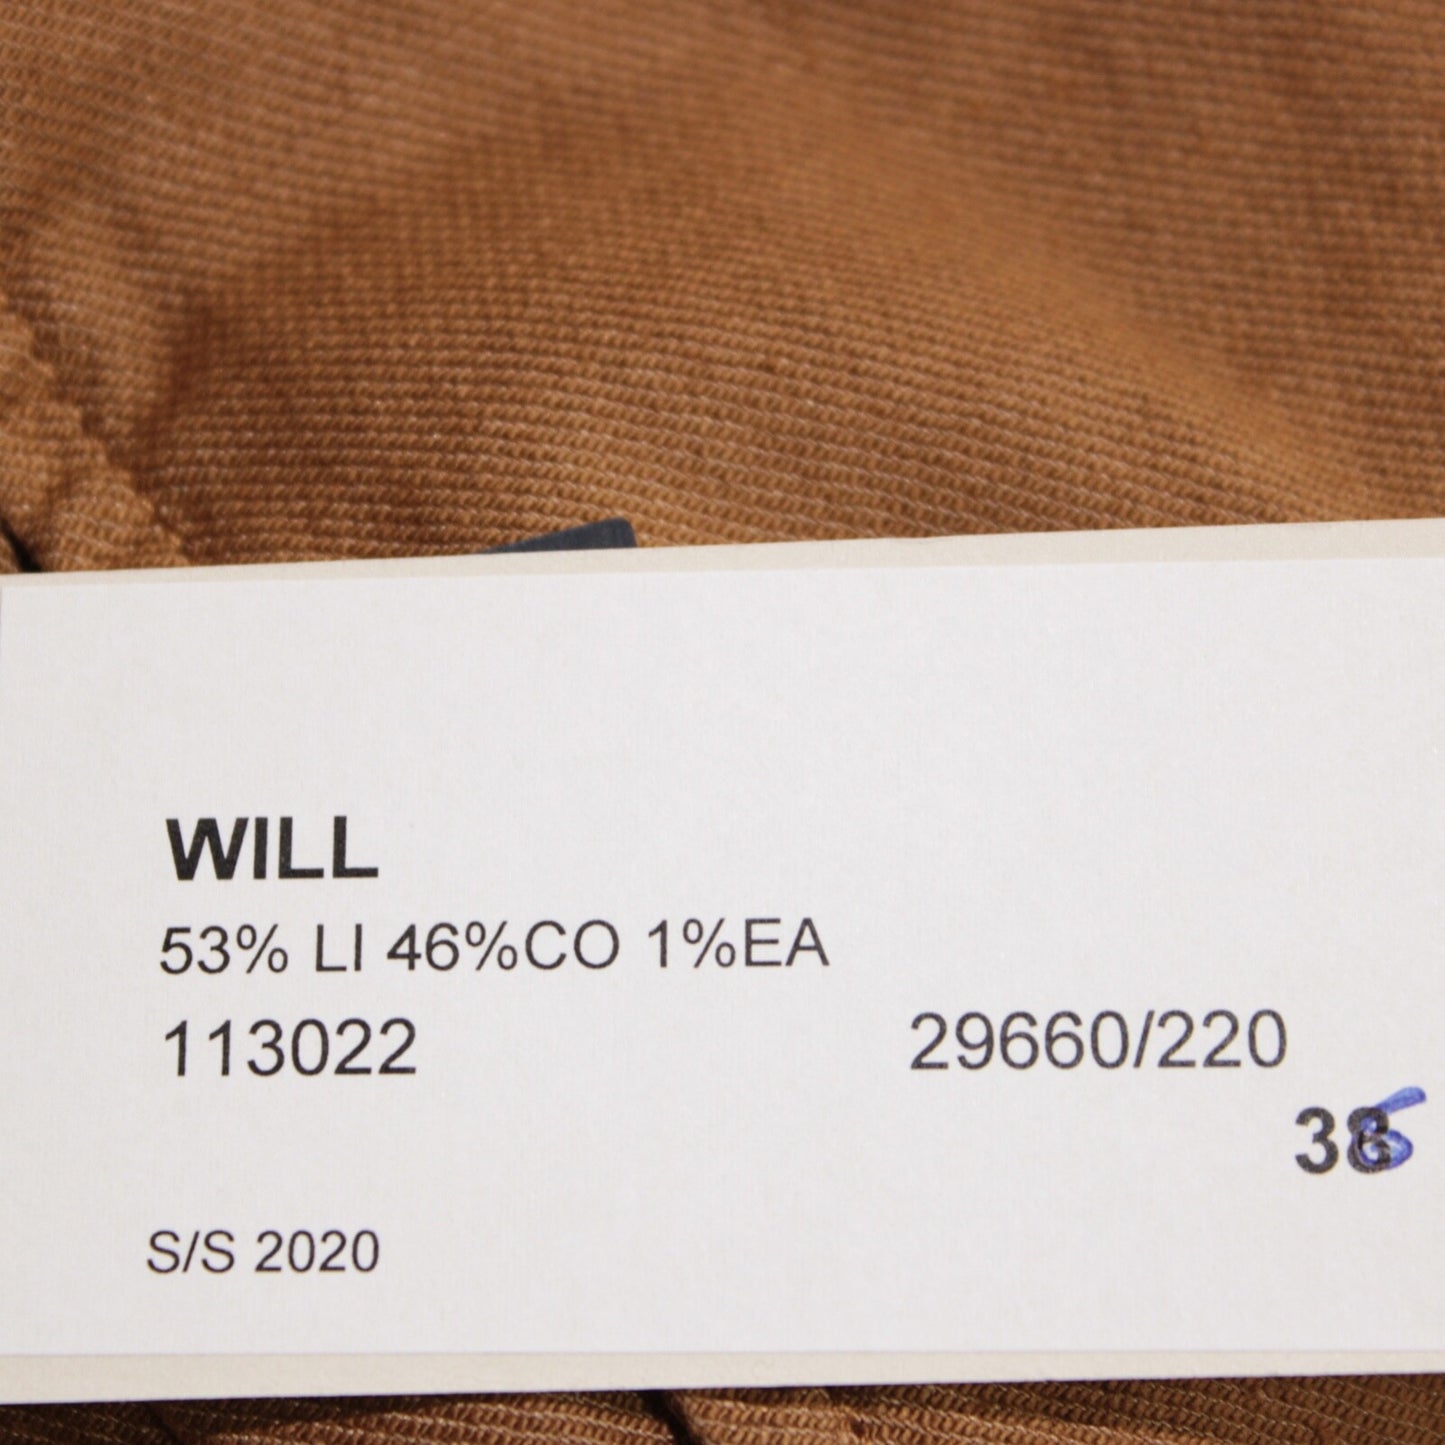 WILL
53% LI 46%CO 1%EA
113022
29660/220
38
S/S 2020